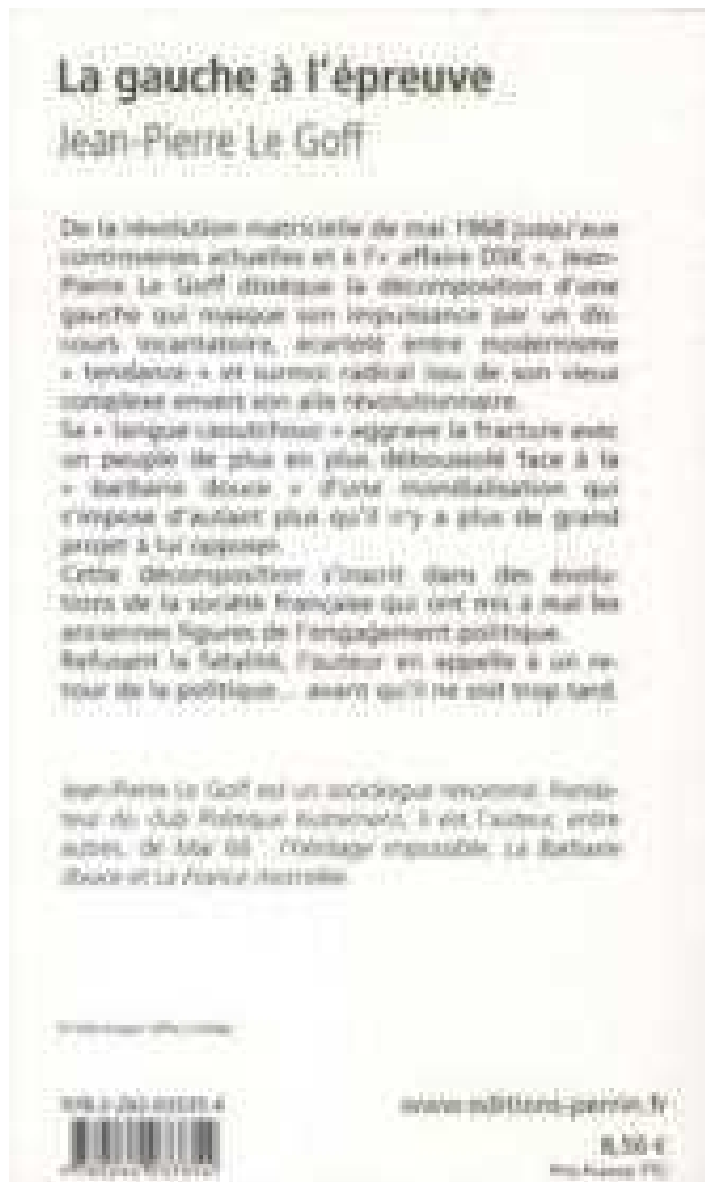 La gauche à l'épreuve
Jean-Pierre Le Goff
De la révolution matricielle de mai 1968 jusqu'aux
controverses actuelles et à l'« affaire DSK », Jean-
Pierre Le Goff dissèque la décomposition d'une
gauche qui masque son impuissance par un dis-
cours incantatoire, écartelé entre modernisme
« tendance » et surmoi radical issu de son vieux
complexe envers son aile révolutionnaire.
Sa « langue caoutchouc » aggrave la fracture avec
un peuple de plus en plus déboussolé face à la
« barbarie douce » d'une mondialisation qui
s'impose d'autant plus qu'il n'y a plus de grand
projet à lui opposer.
Cette décomposition s'inscrit dans des évolu-
tions de la société française qui ont mis à mal les
anciennes figures de l'engagement politique.
Refusant la fatalité, l'auteur en appelle à un re-
tour de la politique... avant qu'il ne soit trop tard.
Jean-Pierre Le Goff est un sociologue renommé. Fonda-
teur du club Politique Autrement, il est l'auteur, entre
autres, de Mai 68 : l'héritage impossible, La Barbarie
douce et La France morcelée.
www.editions-perrin.fr
8,50 €